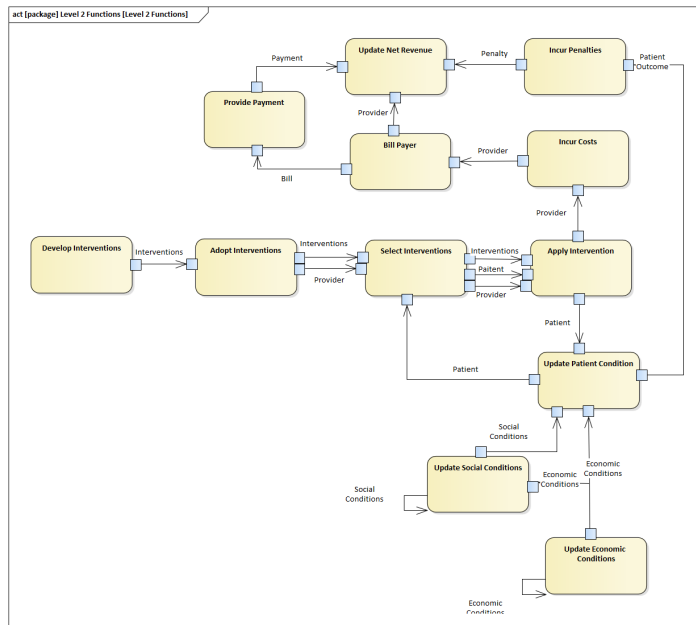 act [package] Level 2 Functions [Level 2 Functions]
Payment
Update Net Revenue
Penalty
Incur Penalties
Patient
Outcome
Provide Payment
Provider
Bill Payer
Provider
Incur Costs
Bill
Provider
Develop Interventions
Interventions
Adopt Interventions
Interventions
Provider
Select Interventions
Interventions
Paitent
Provider
Apply Intervention
Patient
Update Patient Condition
Patient
Social
Conditions
Update Social Conditions
Economic
Conditions
Economic
Conditions
Social
Conditions
Update Economic
Conditions
Economic
Conditions